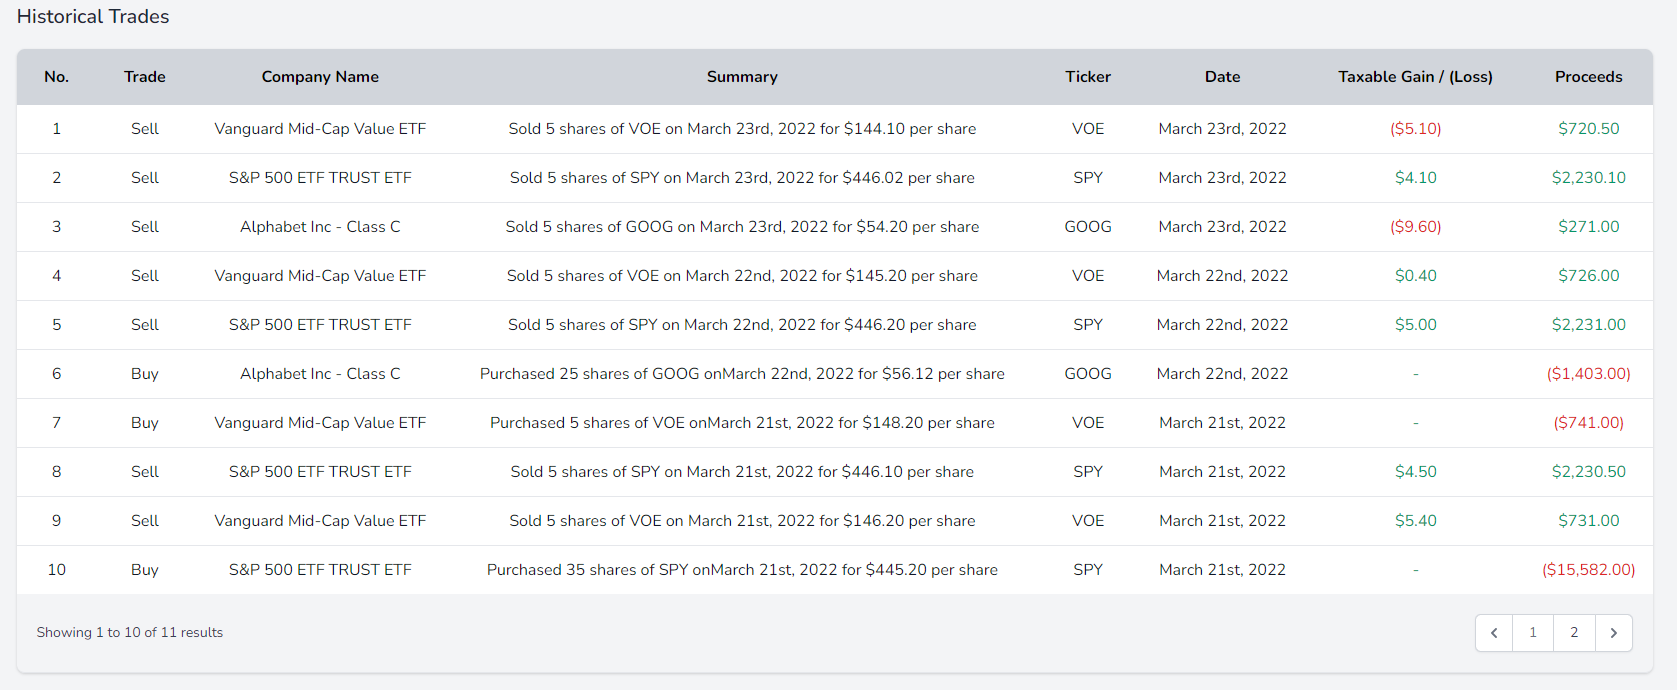 Historical Trades
No. Trade Company Name Summary Ticker Date Taxable Gain / (Loss) Proceeds
1 Sell Vanguard Mid-Cap Value ETF Sold 5 shares of VOE on March 23rd, 2022 for $144.10 per share VOE March 23rd, 2022 ($5.10) $720.50
2 Sell S&P 500 ETF TRUST ETF Sold 5 shares of SPY on March 23rd, 2022 for $446.02 per share SPY March 23rd, 2022 $4.10 $2,230.10
3 Sell Alphabet Inc - Class C Sold 5 shares of GOOG on March 23rd, 2022 for $54.20 per share GOOG March 23rd, 2022 ($9.60) $271.00
4 Sell Vanguard Mid-Cap Value ETF Sold 5 shares of VOE on March 22nd, 2022 for $145.20 per share VOE March 22nd, 2022 $0.40 $726.00
5 Sell S&P 500 ETF TRUST ETF Sold 5 shares of SPY on March 22nd, 2022 for $446.20 per share SPY March 22nd, 2022 $5.00 $2,231.00
6 Buy Alphabet Inc - Class C Purchased 25 shares of GOOG onMarch 22nd, 2022 for $56.12 per share GOOG March 22nd, 2022 - ($1,403.00)
7 Buy Vanguard Mid-Cap Value ETF Purchased 5 shares of VOE onMarch 21st, 2022 for $148.20 per share VOE March 21st, 2022 - ($741.00)
8 Sell S&P 500 ETF TRUST ETF Sold 5 shares of SPY on March 21st, 2022 for $446.10 per share SPY March 21st, 2022 $4.50 $2,230.50
9 Sell Vanguard Mid-Cap Value ETF Sold 5 shares of VOE on March 21st, 2022 for $146.20 per share VOE March 21st, 2022 $5.40 $731.00
10 Buy S&P 500 ETF TRUST ETF Purchased 35 shares of SPY onMarch 21st, 2022 for $445.20 per share SPY March 21st, 2022 - ($15,582.00)
Showing 1 to 10 of 11 results 1 2